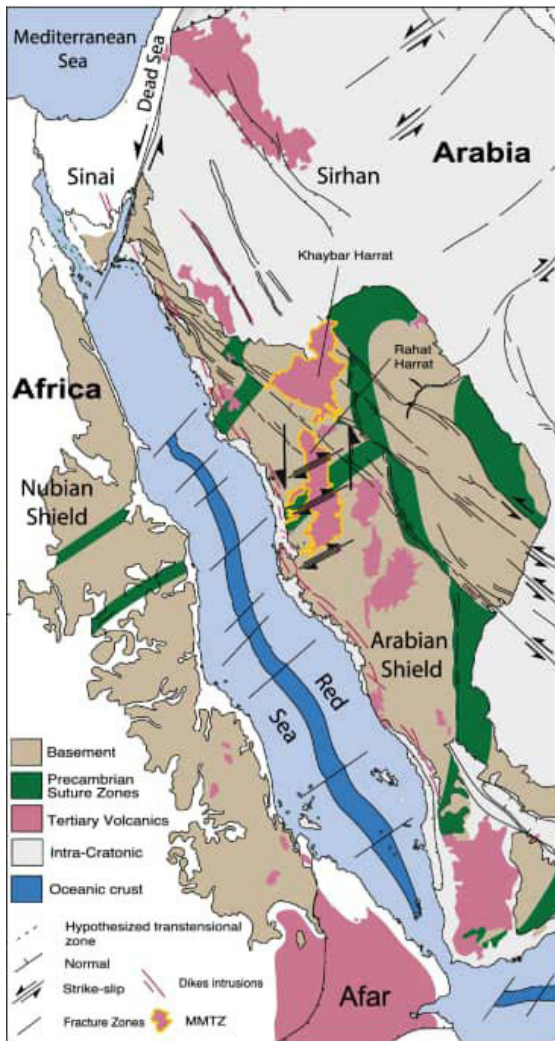 Mediterranean
Sea
Dead Sea
Sinai
Arabia
Sirhan
Khaybar Harrat
Rahat
Harrat
Africa
Nubian
Shield
Arabian
Shield
Red
Sea
Basement
Precambrian
Suture Zones
Tertiary Volcanics
Intra-Cratonic
Oceanic crust
Hypothesized transtensional
zone
Normal
Strike-slip
Dikes intrusions
Fracture Zones
MMTZ
Afar